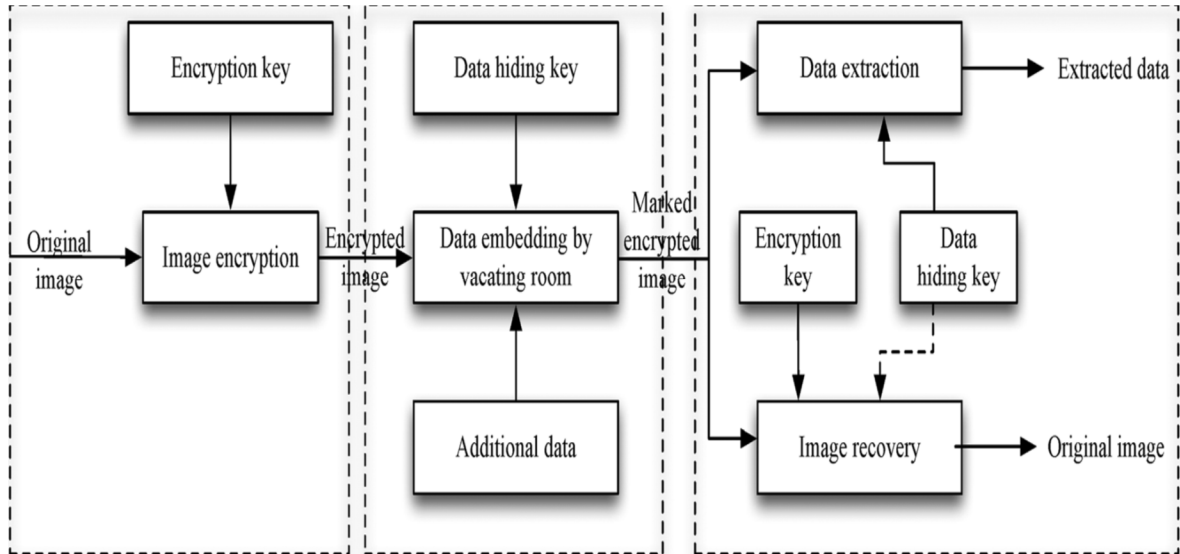 Encryption key
Original
image
Image encryption
Encrypted
image
Data hiding key
Data embedding by
vacating room
Additional data
Marked
encrypted
image
Data extraction
Extracted data
Encryption
key
Data
hiding key
Image recovery
Original image